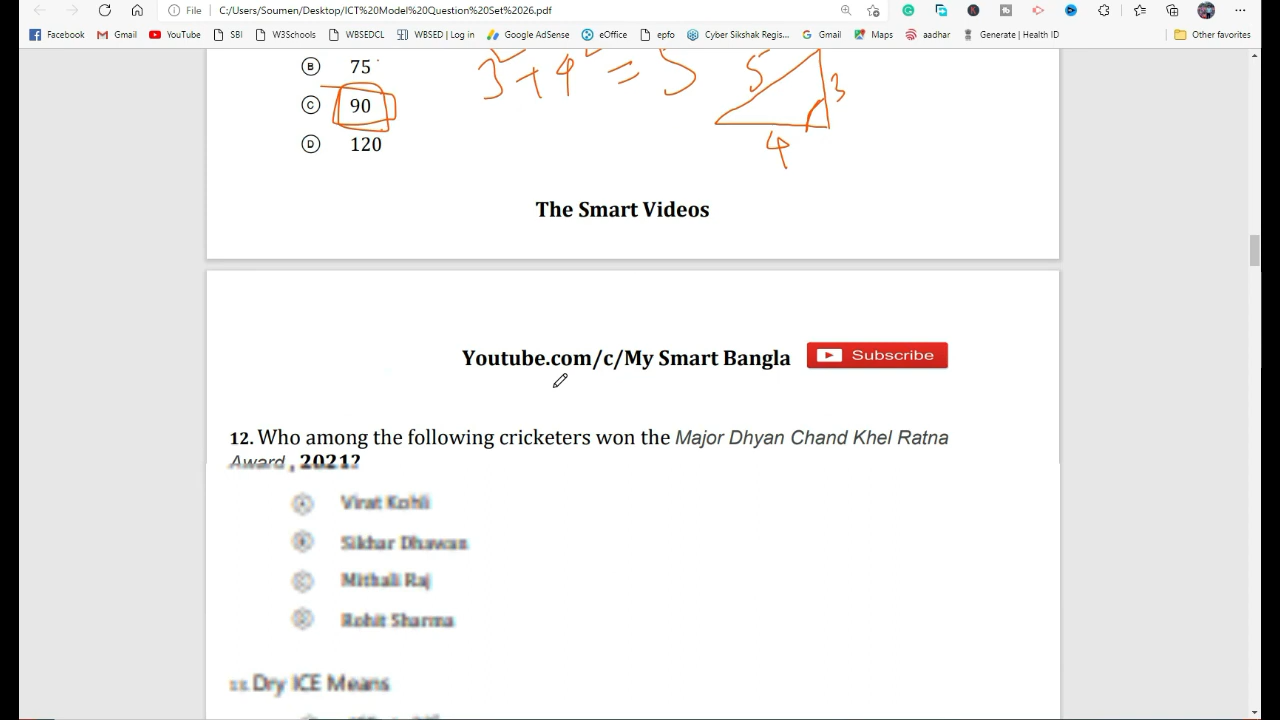 File
C:/Users/Soumen/Desktop/ICT%20Model%20Question%20Set%2026.pdf
Facebook
Gmail
YouTube
SBI
W3Schools
WBSEDCL
WBSED | Log in
Google AdSense
eOffice
epfo
Cyber Sikshak Regis...
Gmail
Maps
aadhar
Generate | Health ID
Other favorites
B 75
3² + 4² = 5
5
3
C 90
D 120
4
The Smart Videos
Youtube.com/c/My Smart Bangla
Subscribe
12. Who among the following cricketers won the Major Dhyan Chand Khel Ratna
Award , 2021?
Virat Kohli
Sikhar Dhawan
Mithali Raj
Rohit Sharma
Dry ICE Means